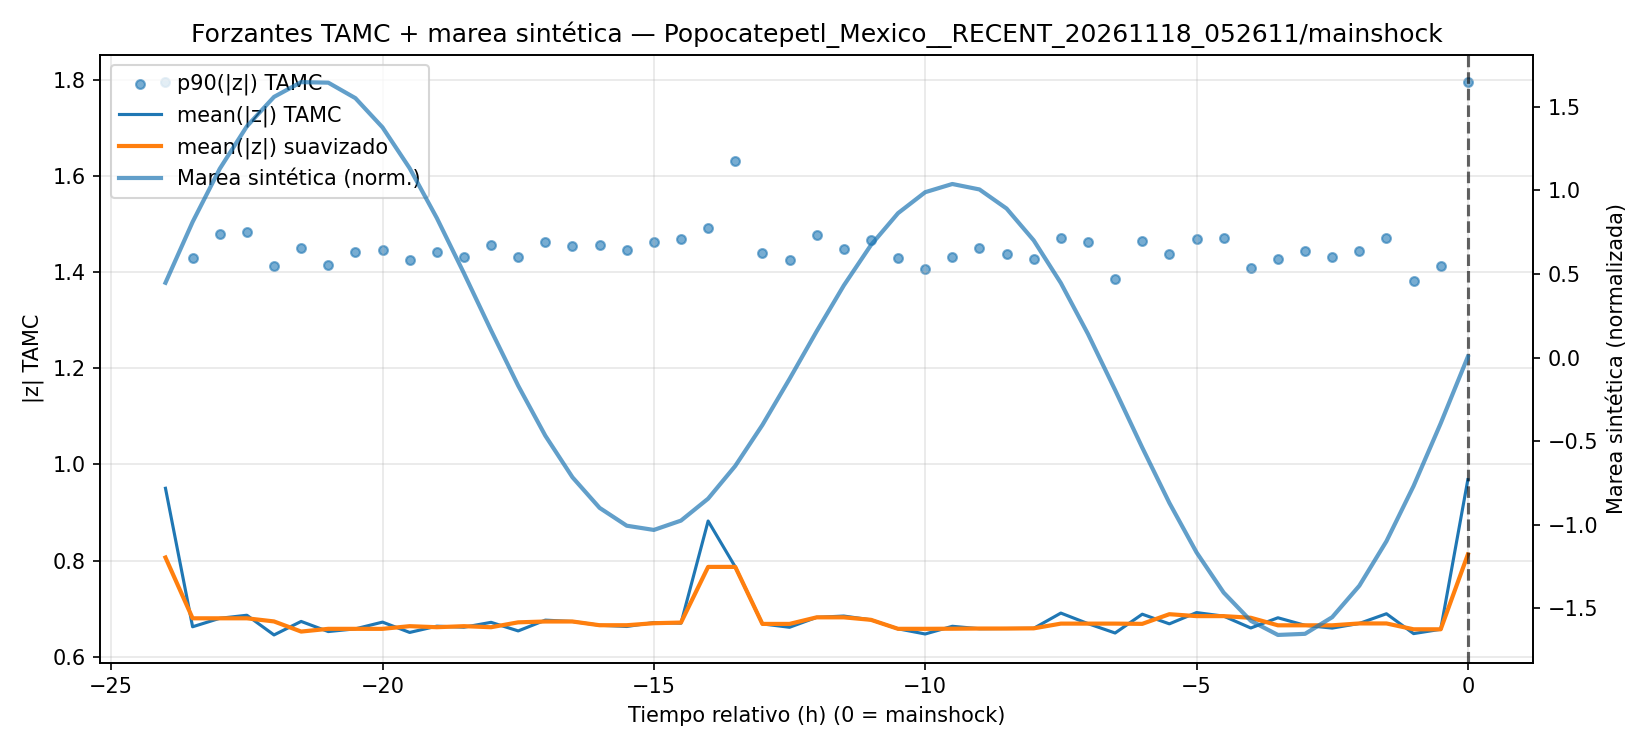 Forzantes TAMC + marea sintética — Popocatepetl_Mexico__RECENT_20261118_052611/mainshock
p90(|z|) TAMC
mean(|z|) TAMC
mean(|z|) suavizado
Marea sintética (norm.)
|z| TAMC
1.8
1.6
1.4
1.2
1.0
0.8
0.6
Marea sintética (normalizada)
1.5
1.0
0.5
0.0
−0.5
−1.0
−1.5
−25
−20
−15
−10
−5
0
Tiempo relativo (h) (0 = mainshock)